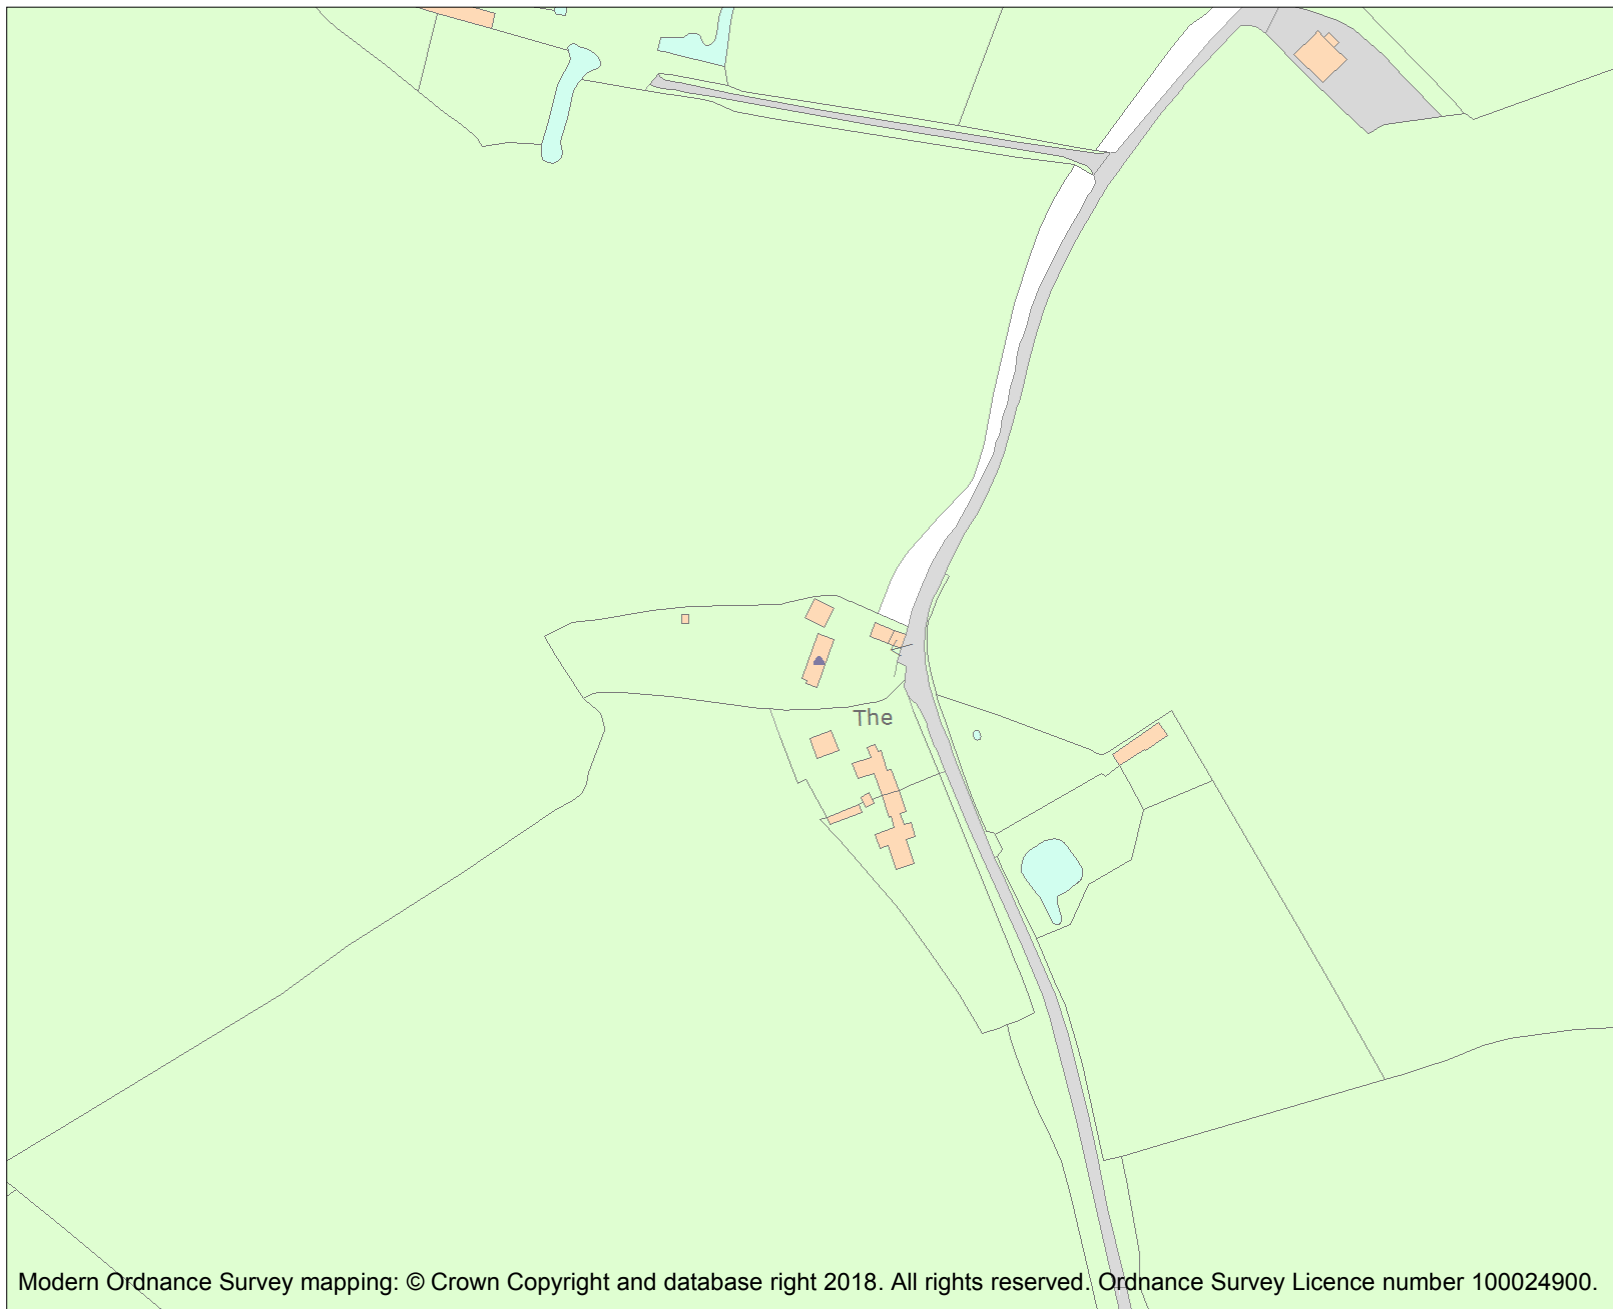 The
Modern Ordnance Survey mapping: © Crown Copyright and database right 2018. All rights reserved. Ordnance Survey Licence number 100024900.